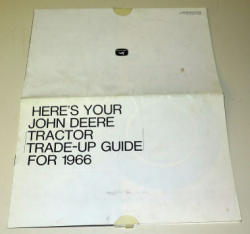 HERE'S YOUR
JOHN DEERE
TRACTOR
TRADE-UP GUIDE
FOR 1966